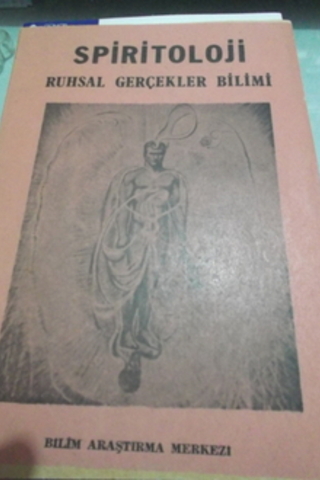 SPİRİTOLOJİ
RUHSAL GERÇEKLER BİLİMİ
BİLİM ARAŞTIRMA MERKEZİ